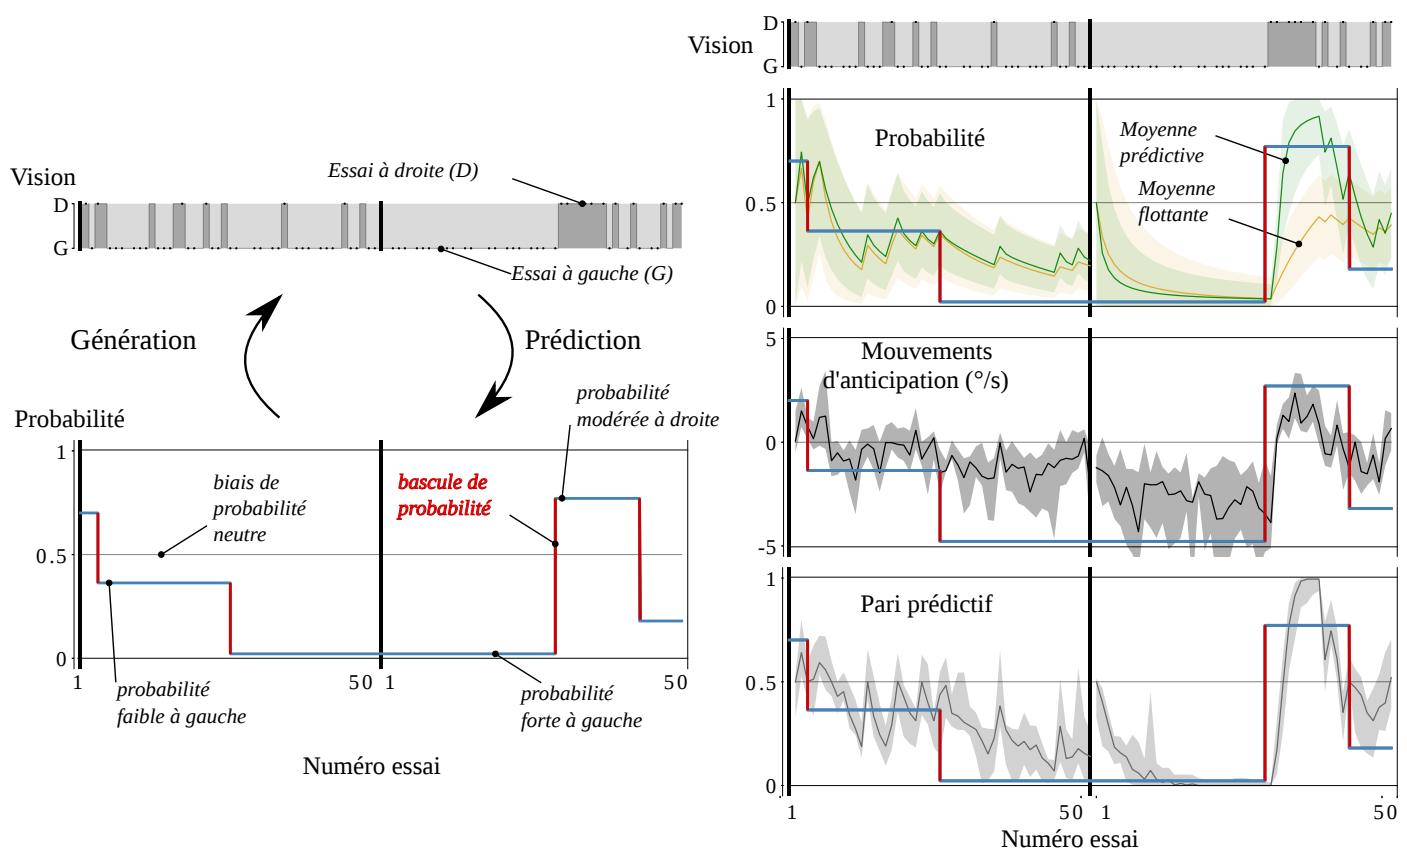 Vision
D
G
Essai à droite (D)
Essai à gauche (G)
Génération
Prédiction
Probabilité
1
0.5
0
biais de
probabilité
neutre
bascule de
probabilité
probabilité
modérée à droite
probabilité
faible à gauche
probabilité
forte à gauche
1
50
1
50
Numéro essai
Vision
D
G
1
0.5
0
Probabilité
Moyenne
prédictive
Moyenne
flottante
5
0
-5
Mouvements
d'anticipation (°/s)
1
0.5
0
Pari prédictif
1
50
1
50
Numéro essai